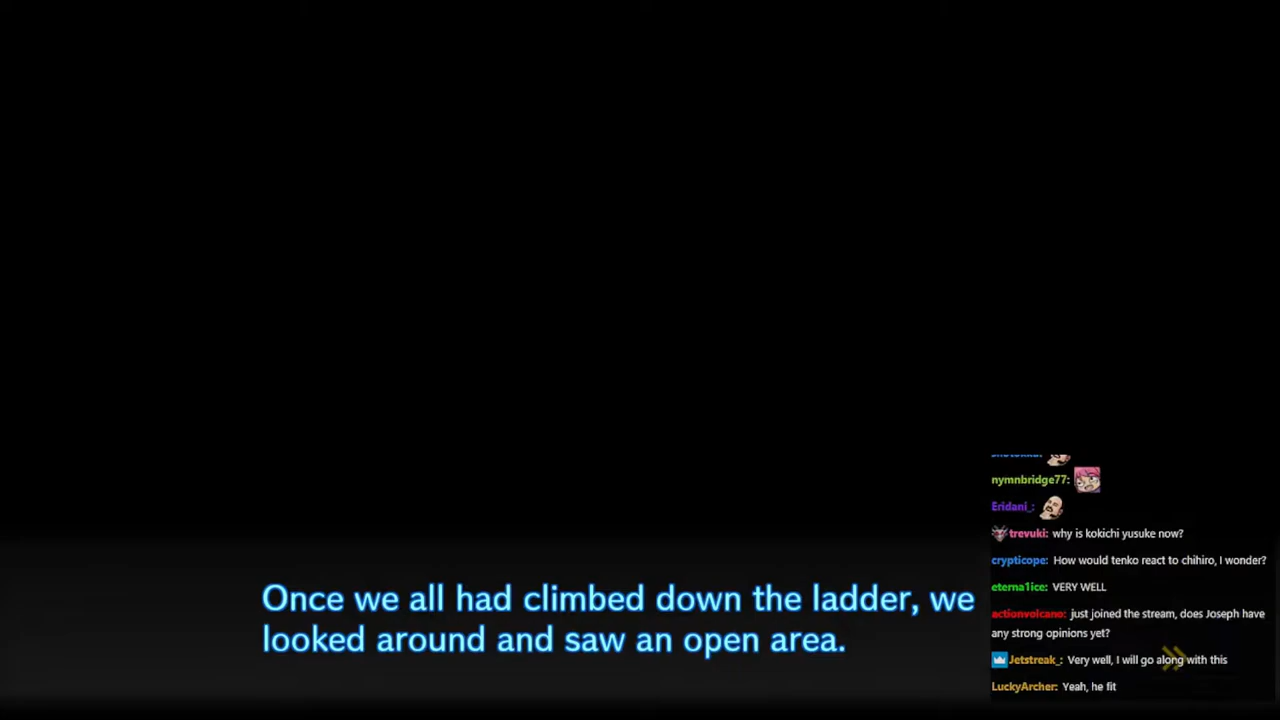 nymnbridge77:
Eridani_:
trevuki: why is kokichi yusuke now?
crypticope: How would tenko react to chihiro, I wonder?
eterna1ice: VERY WELL
actionvolcano: just joined the stream, does Joseph have
any strong opinions yet?
Jetstreak_: Very well, I will go along with this
LuckyArcher: Yeah, he fit
Once we all had climbed down the ladder, we
looked around and saw an open area.